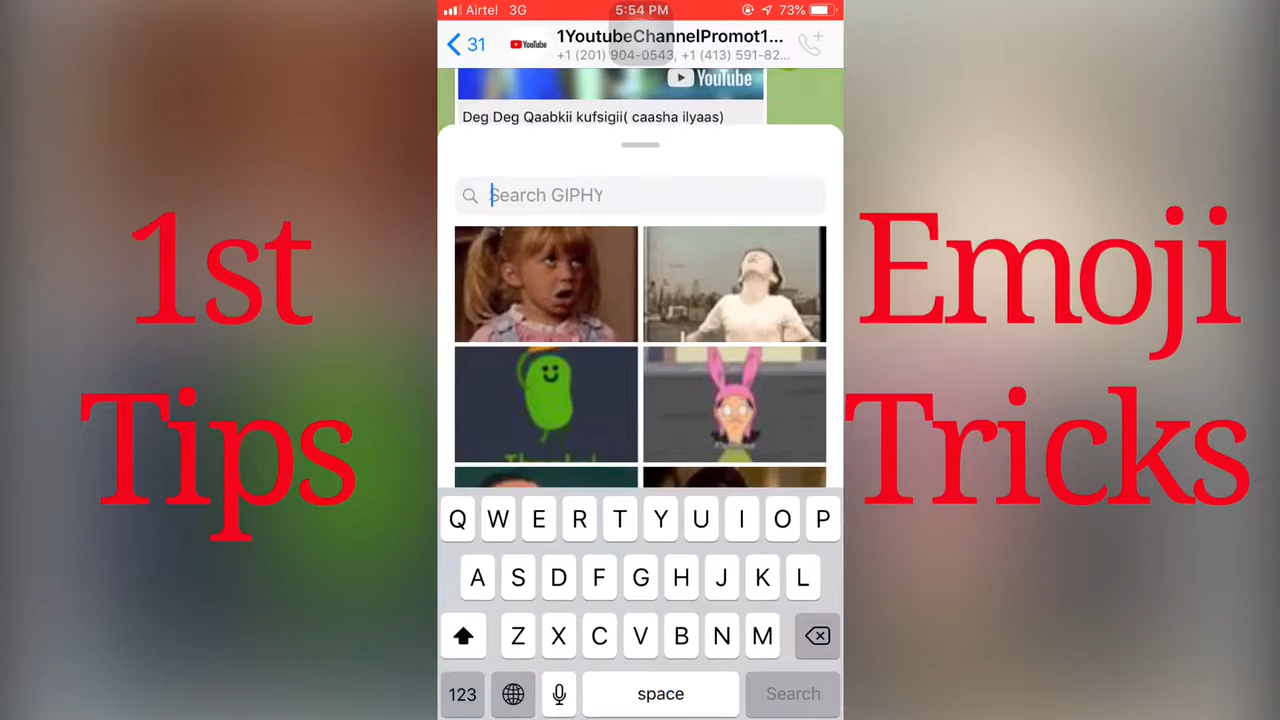 Airtel 3G 5:54 PM 73%
31 YouTube 1YoutubeChannelPromot1...
+1 (201) 904-0543, +1 (413) 591-82...
YouTube
Deg Deg Qaabkii kufsigii( caasha ilyaas)
Search GIPHY
1st
Tips
Emoji
Tricks
Q W E R T Y U I O P
A S D F G H J K L
Z X C V B N M
123 space Search